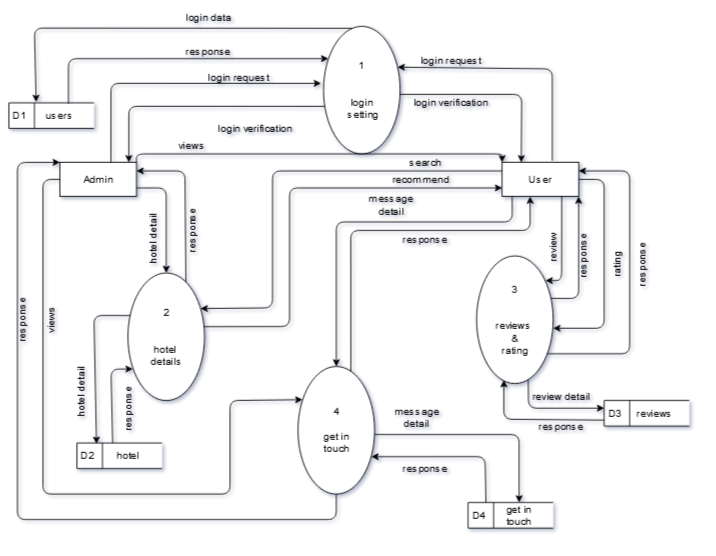 login data
response
login request
1
login
setting
login request
login verification
D1 users
login verification
views
search
recommend
Admin
User
message
detail
response
hotel detail
response
review
response
rating
response
response
views
2
hotel
details
3
reviews
&
rating
hotel detail
response
4
get in
touch
message
detail
response
review detail
response
D3 reviews
D2 hotel
D4 get in
touch